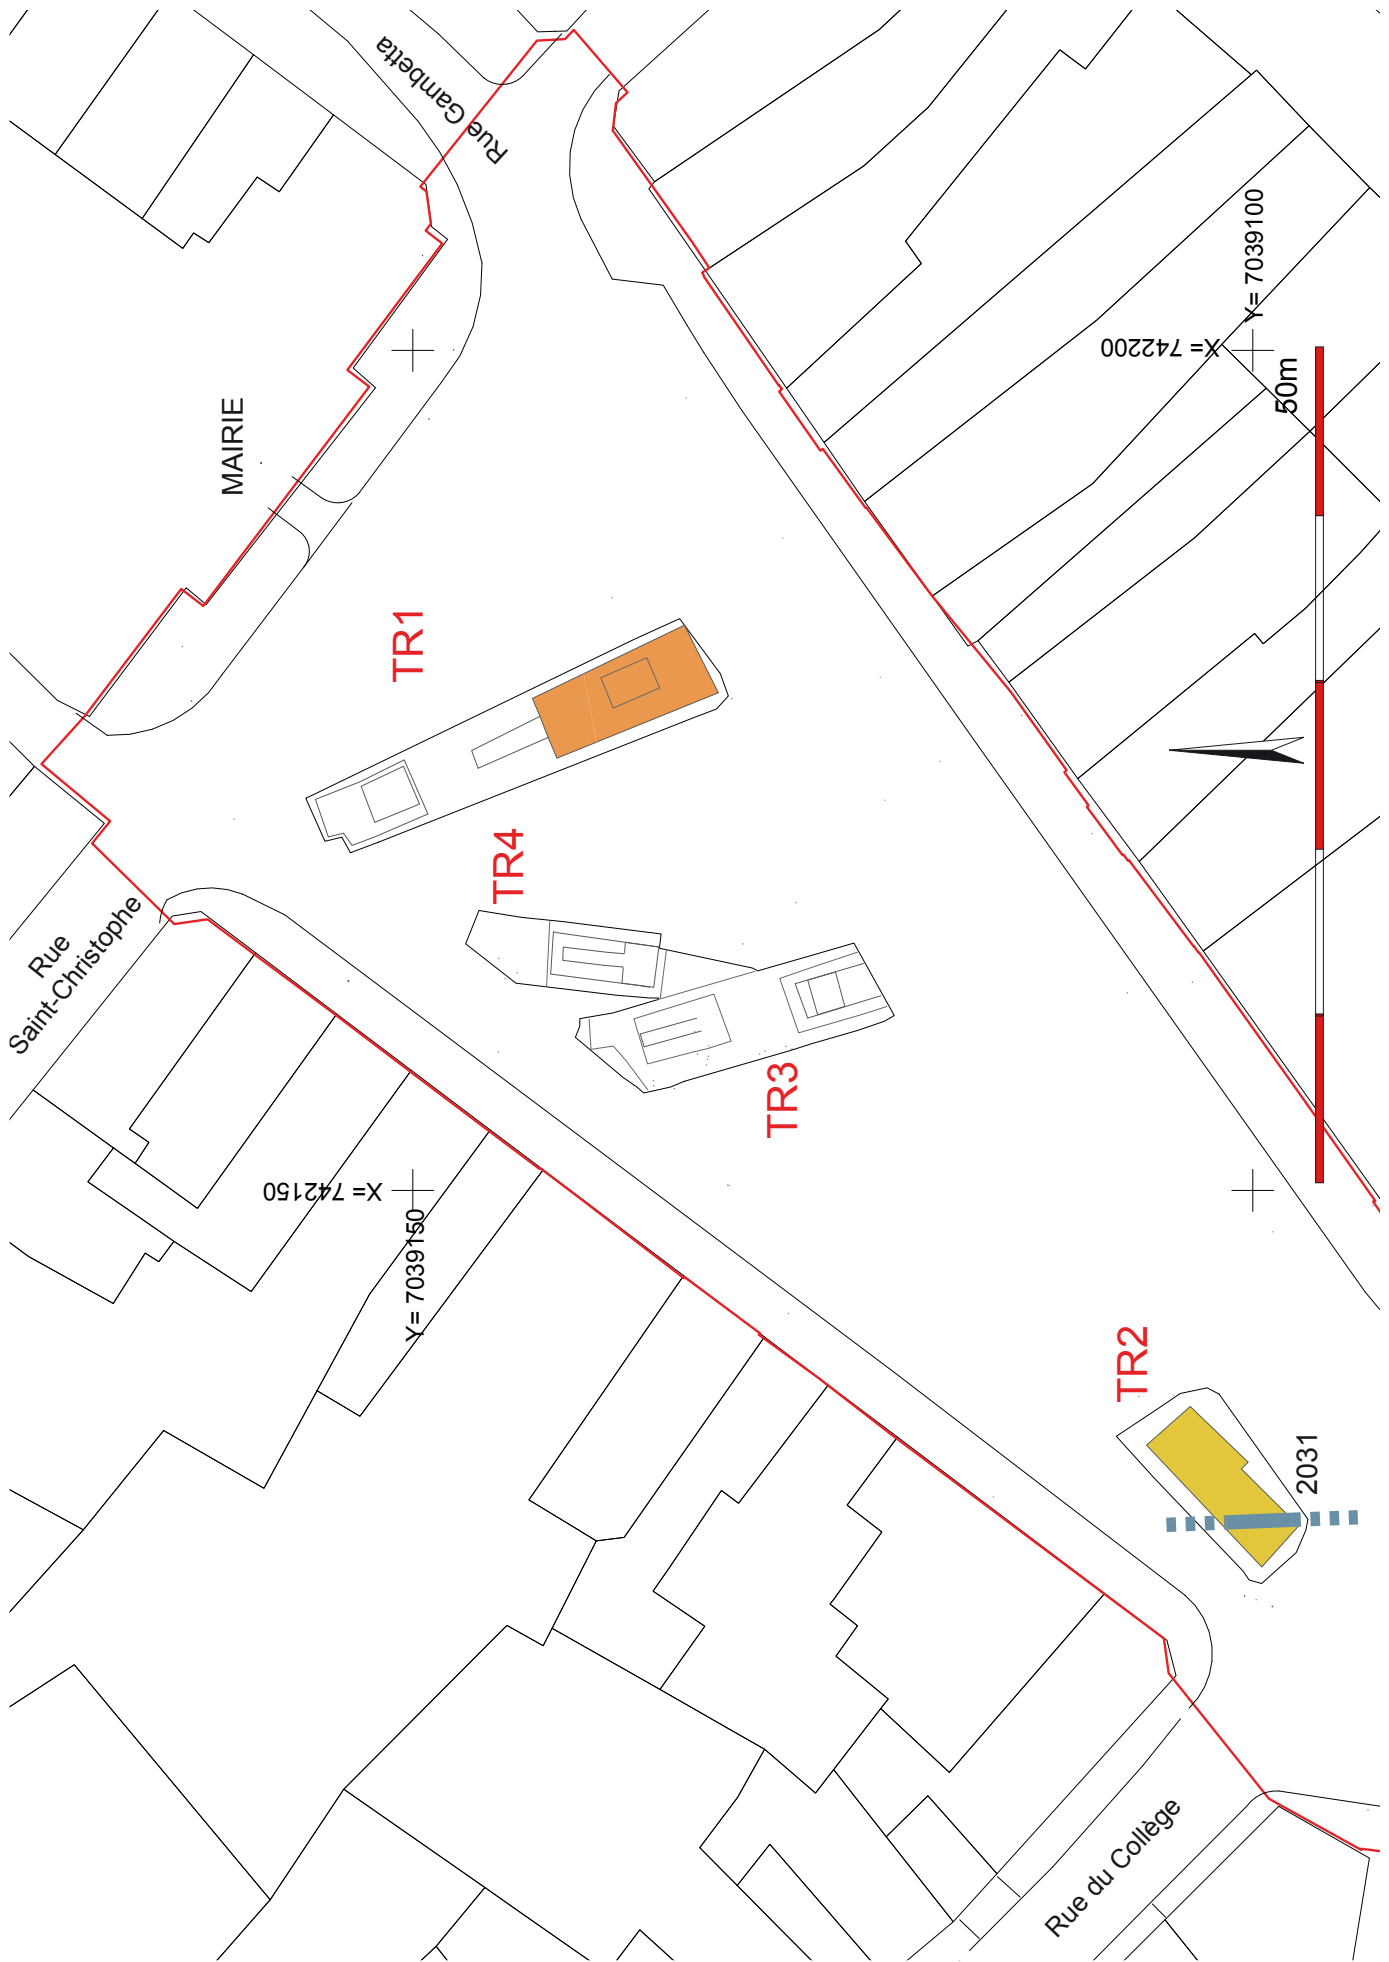 Rue Gambetta
MAIRIE
X= 742200
Y= 7039100
50m
TR1
TR4
Rue
Saint-Christophe
TR3
X= 742150
Y= 7039150
TR2
2031
Rue du Collège